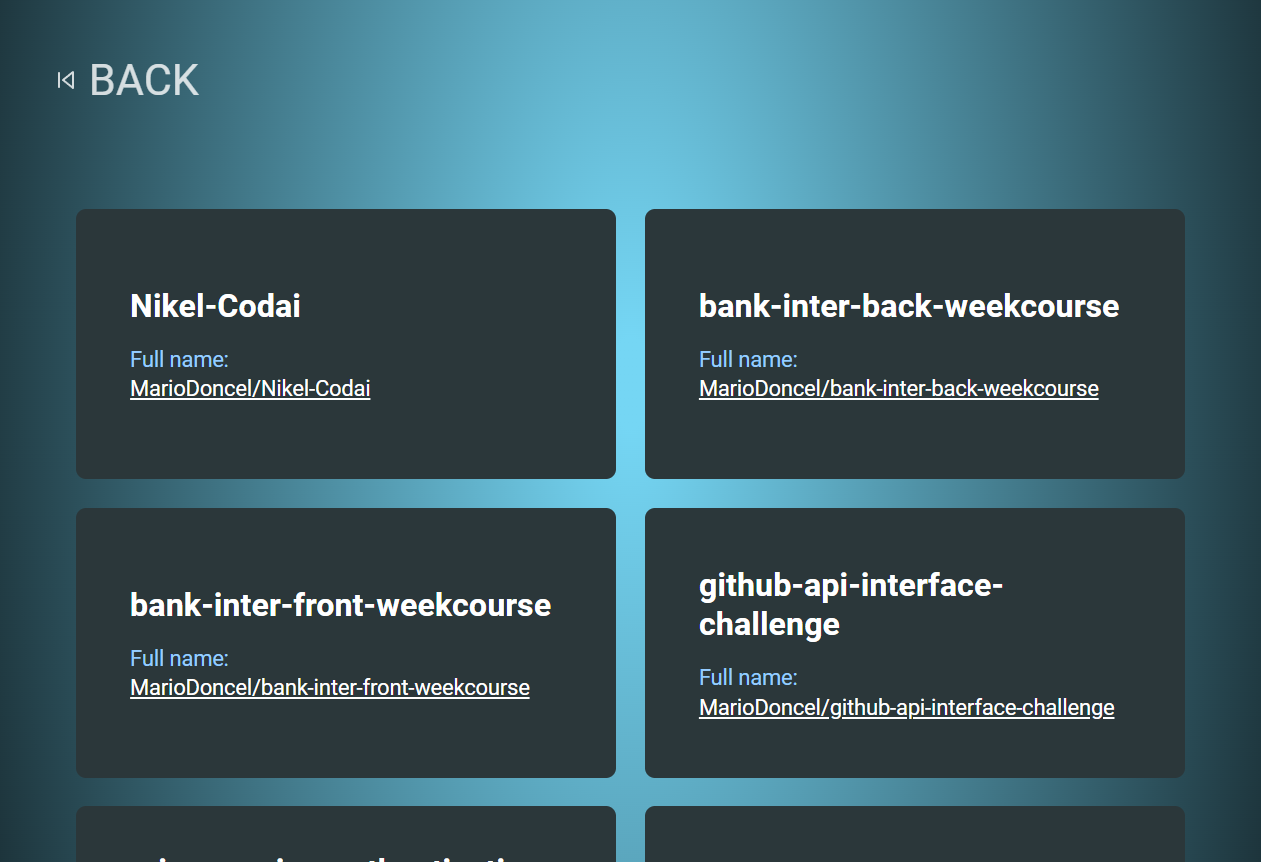 BACK
Nikel-Codai
Full name:
MarioDoncel/Nikel-Codai
bank-inter-back-weekcourse
Full name:
MarioDoncel/bank-inter-back-weekcourse
bank-inter-front-weekcourse
Full name:
MarioDoncel/bank-inter-front-weekcourse
github-api-interface-
challenge
Full name:
MarioDoncel/github-api-interface-challenge